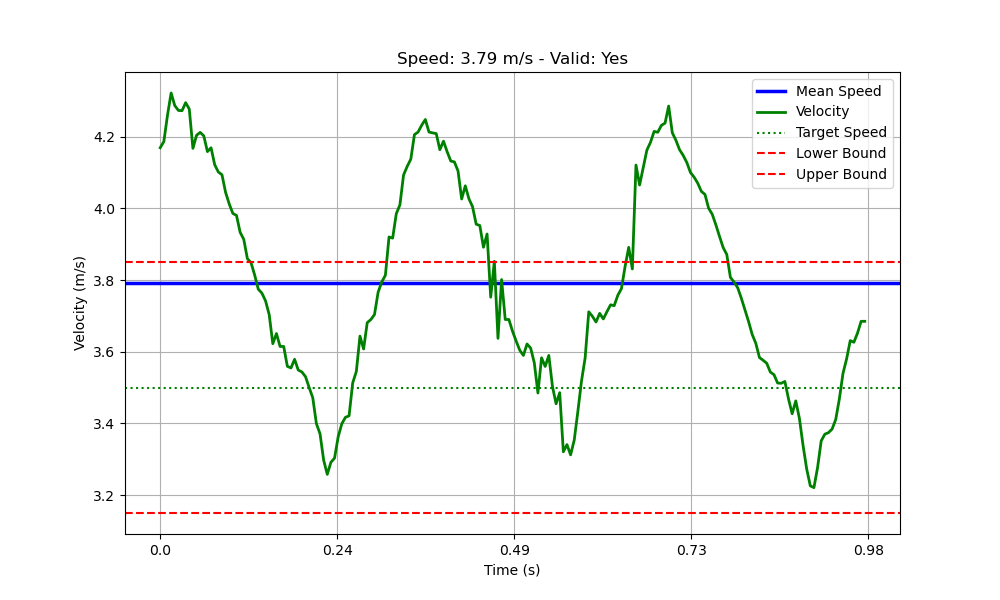 Speed: 3.79 m/s - Valid: Yes
Mean Speed
Velocity
Target Speed
Lower Bound
Upper Bound
Velocity (m/s)
4.2
4.0
3.8
3.6
3.4
3.2
0.0 0.24 0.49 0.73 0.98
Time (s)